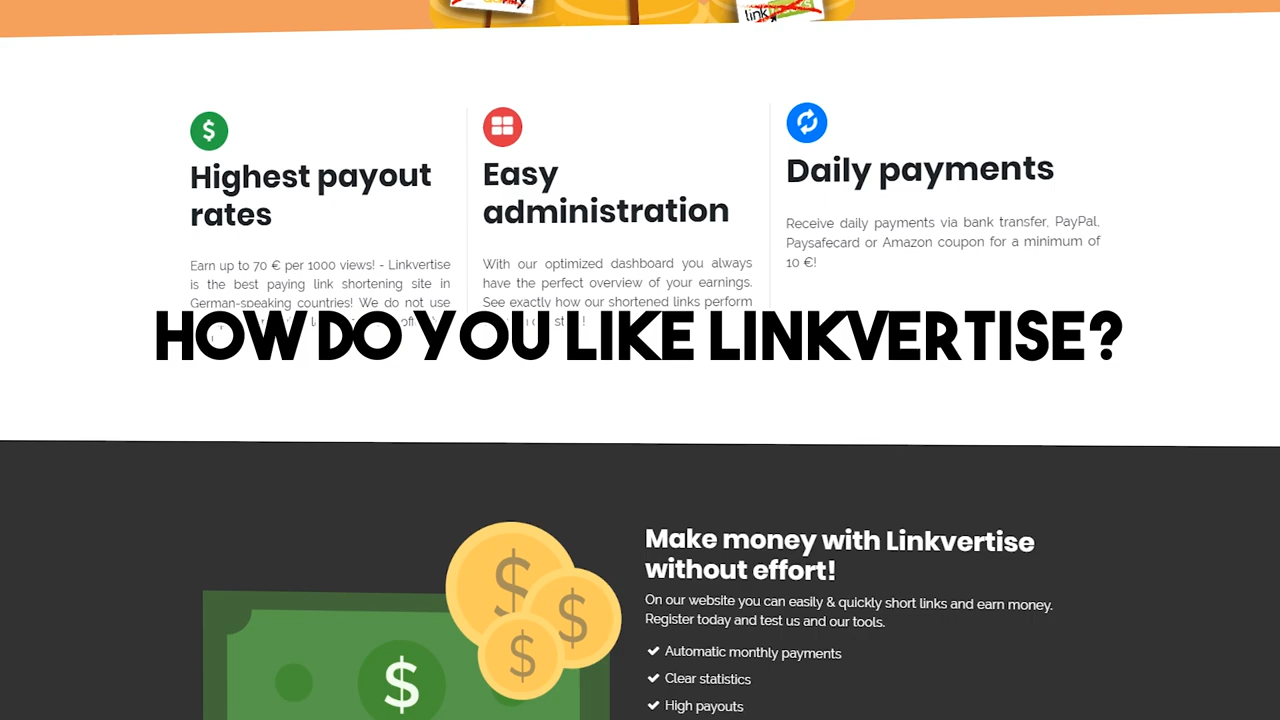 Highest payout
rates
Earn up to 70 € per 1000 views! - Linkvertise
is the best paying link shortening site in
German-speaking countries! We do not use
Easy
administration
With our optimized dashboard you always
have the perfect overview of your earnings.
See exactly how our shortened links perform
Daily payments
Receive daily payments via bank transfer, PayPal,
Paysafecard or Amazon coupon for a minimum of
10 €!
HOW DO YOU LIKE LINKVERTISE?
$
$
$
$
Make money with Linkvertise
without effort!
On our website you can easily & quickly short links and earn money.
Register today and test us and our tools.
Automatic monthly payments
Clear statistics
High payouts